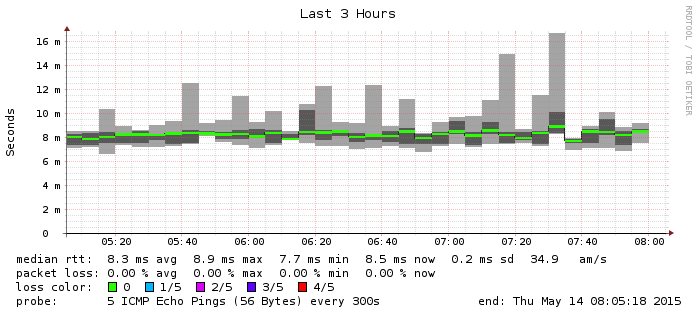 Last 3 Hours
RRDTOOL / TOBI OETIKER
Seconds
16 m
14 m
12 m
10 m
8 m
6 m
4 m
2 m
0
05:20 05:40 06:00 06:20 06:40 07:00 07:20 07:40 08:00
median rtt: 8.3 ms avg 8.9 ms max 7.7 ms min 8.5 ms now 0.2 ms sd 34.9 am/s
packet loss: 0.00 % avg 0.00 % max 0.00 % min 0.00 % now
loss color: 0 1/5 2/5 3/5 4/5
probe: 5 ICMP Echo Pings (56 Bytes) every 300s end: Thu May 14 08:05:18 2015